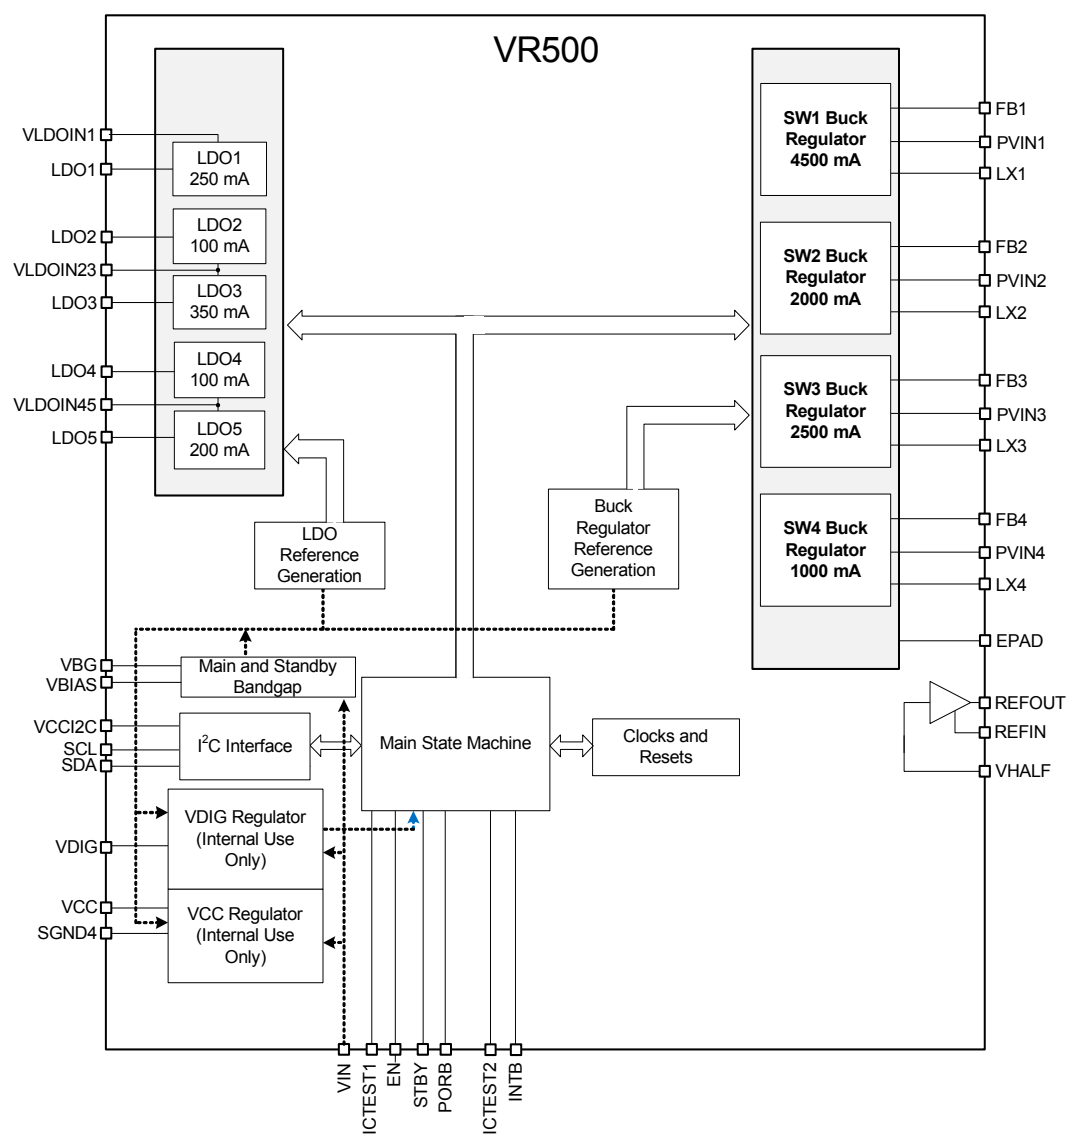 VR500
VLDOIN1
LDO1
LDO2
VLDOIN23
LDO3
LDO4
VLDOIN45
LDO5
LDO1
250 mA
LDO2
100 mA
LDO3
350 mA
LDO4
100 mA
LDO5
200 mA
SW1 Buck
Regulator
4500 mA
SW2 Buck
Regulator
2000 mA
SW3 Buck
Regulator
2500 mA
SW4 Buck
Regulator
1000 mA
FB1
PVIN1
LX1
FB2
PVIN2
LX2
FB3
PVIN3
LX3
FB4
PVIN4
LX4
EPAD
REFOUT
REFIN
VHALF
LDO
Reference
Generation
Buck
Regulator
Reference
Generation
VBG
VBIAS
VCCI2C
SCL
SDA
VDIG
VCC
SGND4
Main and Standby
Bandgap
I²C Interface
Main State Machine
Clocks and
Resets
VDIG Regulator
(Internal Use
Only)
VCC Regulator
(Internal Use
Only)
VIN
ICTEST1
EN
STBY
PORB
ICTEST2
INTB